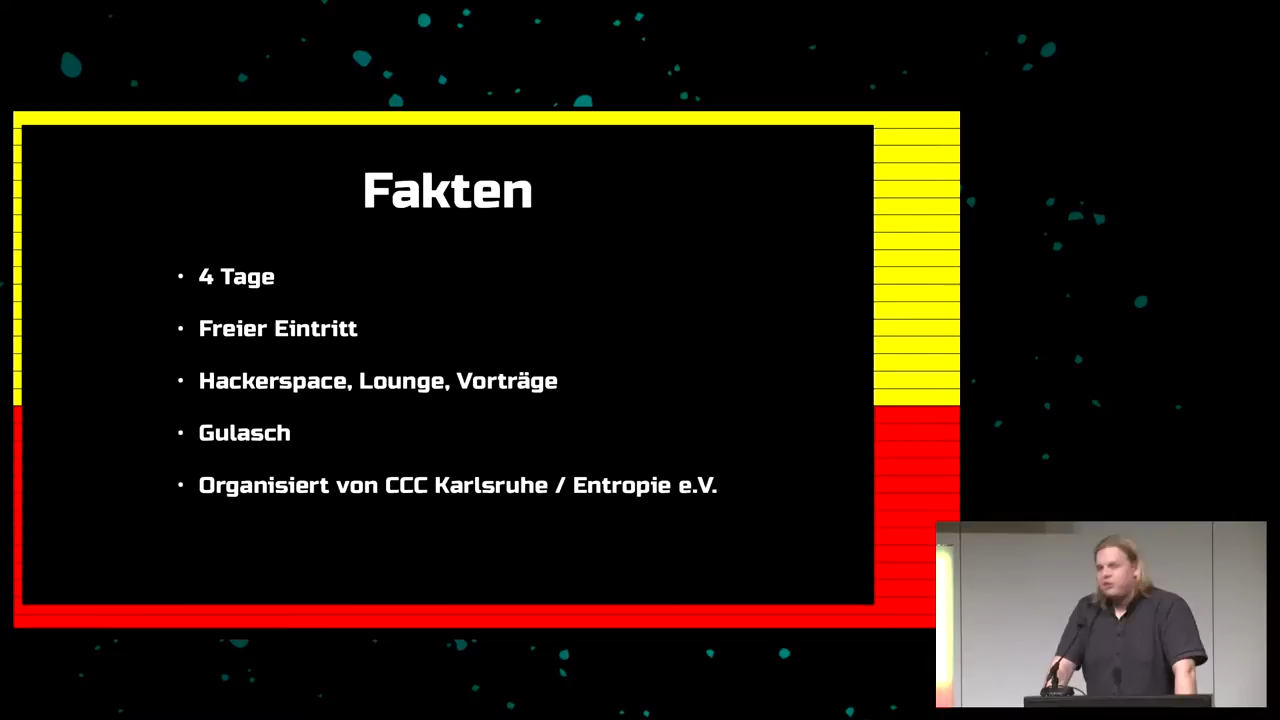 Fakten
• 4 Tage
• Freier Eintritt
• Hackerspace, Lounge, Vorträge
• Gulasch
• Organisiert von CCC Karlsruhe / Entropie e.V.